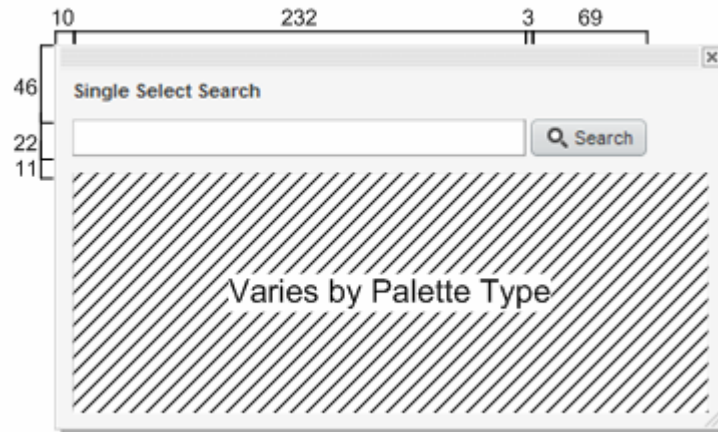 10 232 3 69
46
Single Select Search
22
Search
11
Varies by Palette Type